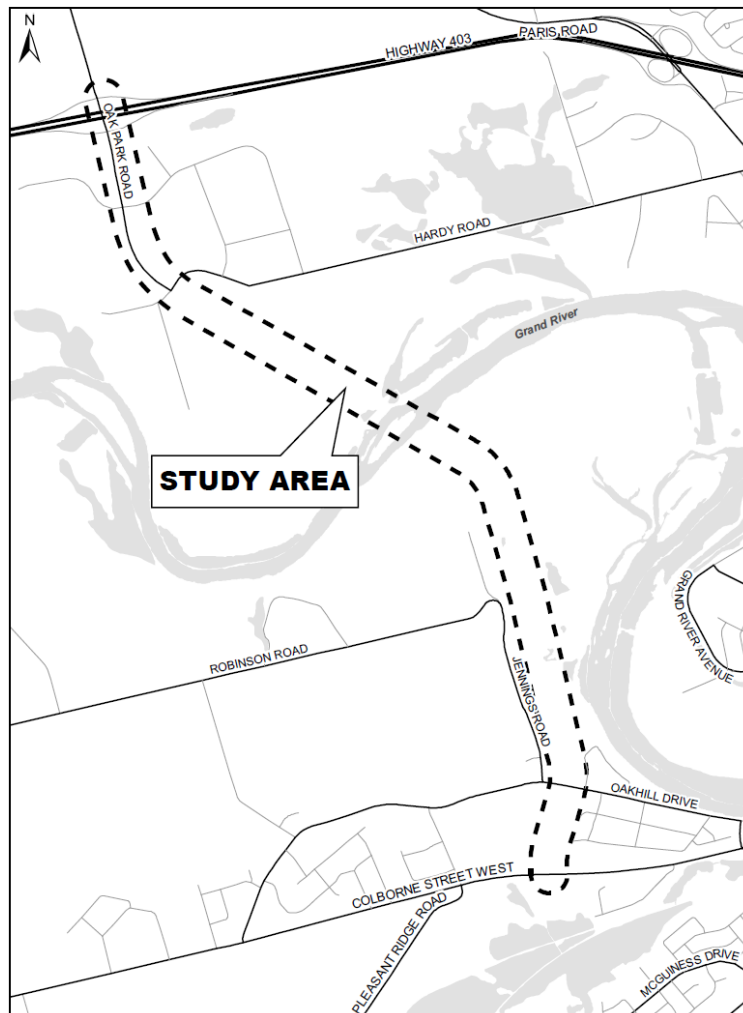 N
HIGHWAY 403
PARIS ROAD
OAK PARK ROAD
HARDY ROAD
Grand River
STUDY AREA
GRAND RIVER AVENUE
ROBINSON ROAD
JENNINGS ROAD
OAKHILL DRIVE
COLBORNE STREET WEST
PLEASANT RIDGE ROAD
MCGUINESS DRIVE